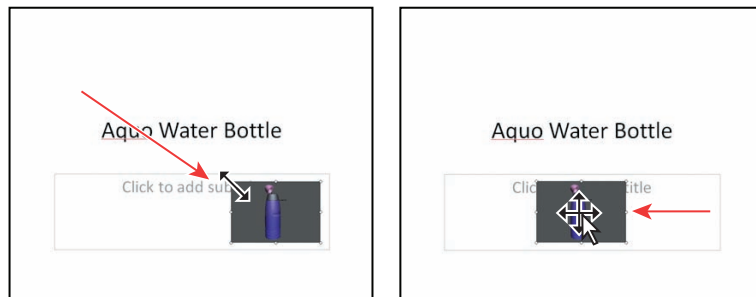 Aquo Water Bottle
Click to add sub
Aquo Water Bottle
Clic title